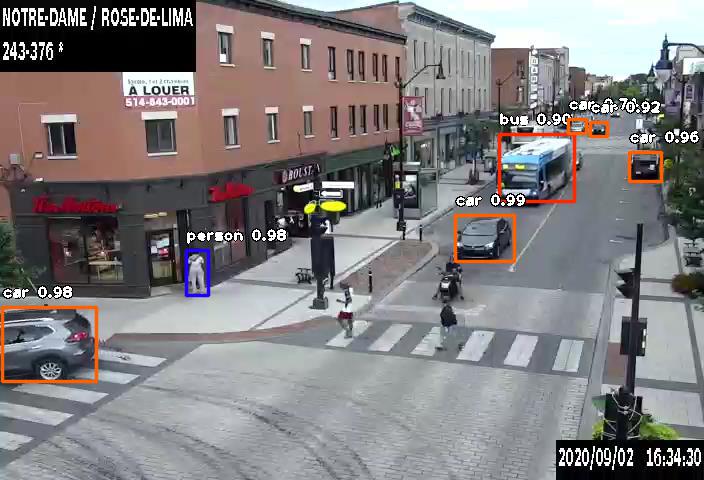 NOTRE-DAME / ROSE-DE-LIMA
243-376 *
À LOUER
514-843-0001
Tim Hortons
person 0.98
car 0.98
car 0.99
bus 0.90
car 0.92
car 0.96
2020/09/02 16:34:30